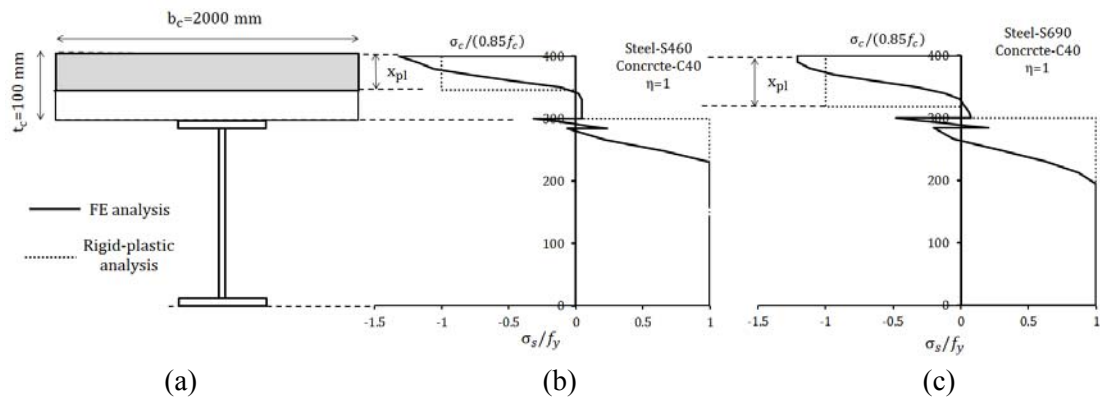 b_c=2000 mm
t_c=100 mm
x_pl
FE analysis
Rigid-plastic
analysis
(a)
σ_c/(0.85f_c)
Steel-S460
Concrcte-C40
η=1
x_pl
400
300
200
100
0
-1.5 -1 -0.5 0 0.5 1
σ_s/f_y
(b)
σ_c/(0.85f_c)
Steel-S690
Concrcte-C40
η=1
x_pl
400
300
200
100
0
-1.5 -1 -0.5 0 0.5 1
σ_s/f_y
(c)